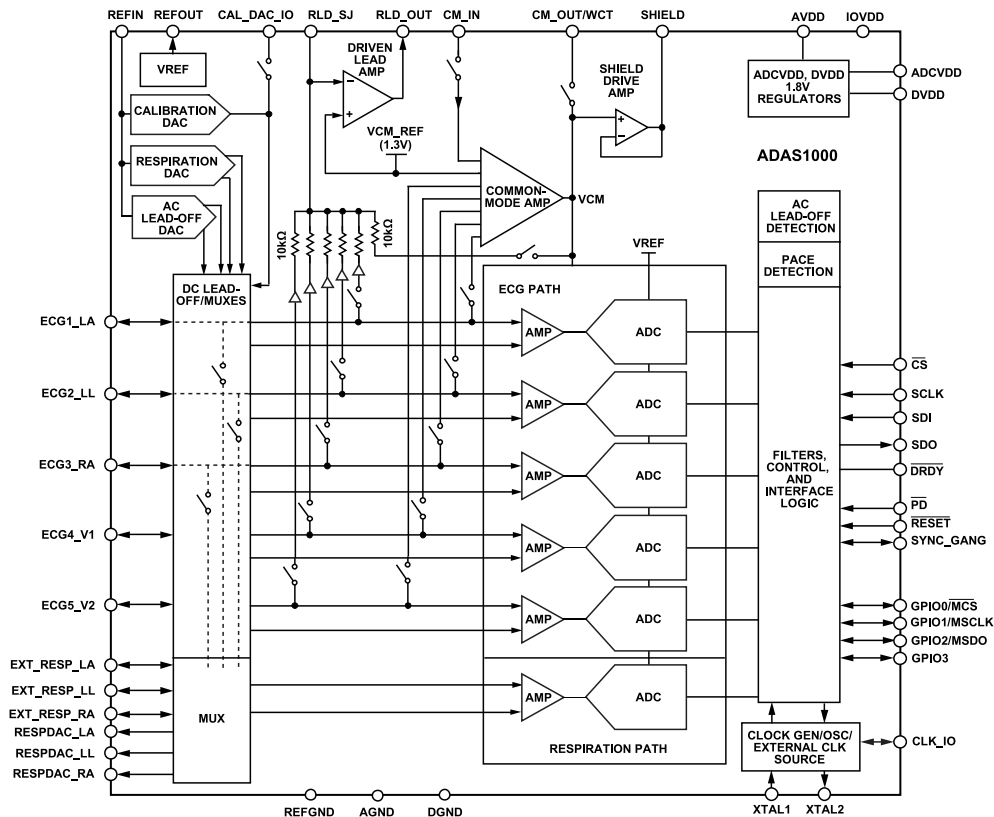 REFIN
REFOUT
CAL_DAC_IO
RLD_SJ
RLD_OUT
CM_IN
CM_OUT/WCT
SHIELD
AVDD
IOVDD
VREF
DRIVEN
LEAD
AMP
SHIELD
DRIVE
AMP
ADCVDD, DVDD
1.8V
REGULATORS
ADCVDD
DVDD
CALIBRATION
DAC
VCM_REF
(1.3V)
ADAS1000
RESPIRATION
DAC
COMMON-
MODE AMP
VCM
AC
LEAD-OFF
DAC
10kΩ
10kΩ
AC
LEAD-OFF
DETECTION
VREF
PACE
DETECTION
DC LEAD-
OFF/MUXES
ECG PATH
ECG1_LA
AMP
ADC
CS
ECG2_LL
AMP
ADC
SCLK
SDI
SDO
ECG3_RA
AMP
ADC
FILTERS,
CONTROL,
AND
INTERFACE
LOGIC
DRDY
PD
RESET
SYNC_GANG
ECG4_V1
AMP
ADC
ECG5_V2
AMP
ADC
GPIO0/MCS
GPIO1/MSCLK
GPIO2/MSDO
GPIO3
EXT_RESP_LA
EXT_RESP_LL
EXT_RESP_RA
RESPDAC_LA
RESPDAC_LL
RESPDAC_RA
MUX
AMP
ADC
RESPIRATION PATH
CLOCK GEN/OSC/
EXTERNAL CLK
SOURCE
CLK_IO
REFGND
AGND
DGND
XTAL1
XTAL2